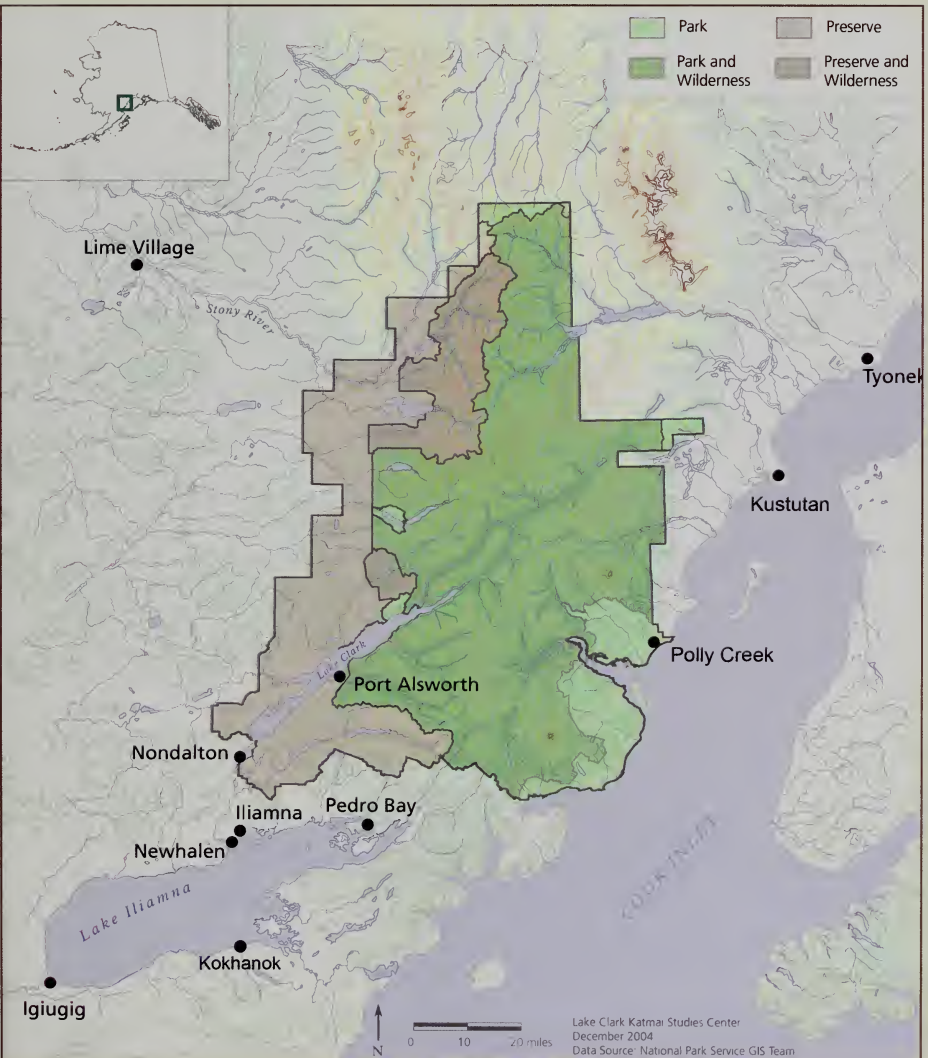 Park
Preserve
Park and
Wilderness
Preserve and
Wilderness
Lime Village
Stony River
Tyonek
Kustutan
Polly Creek
Lake Clark
Port Alsworth
Nondalton
Iliamna
Pedro Bay
Newhalen
Lake Iliamna
COOK INLET
Kokhanok
Igiugig
N
0 10 20 miles
Lake Clark Katmai Studies Center
December 2004
Data Source: National Park Service GIS Team